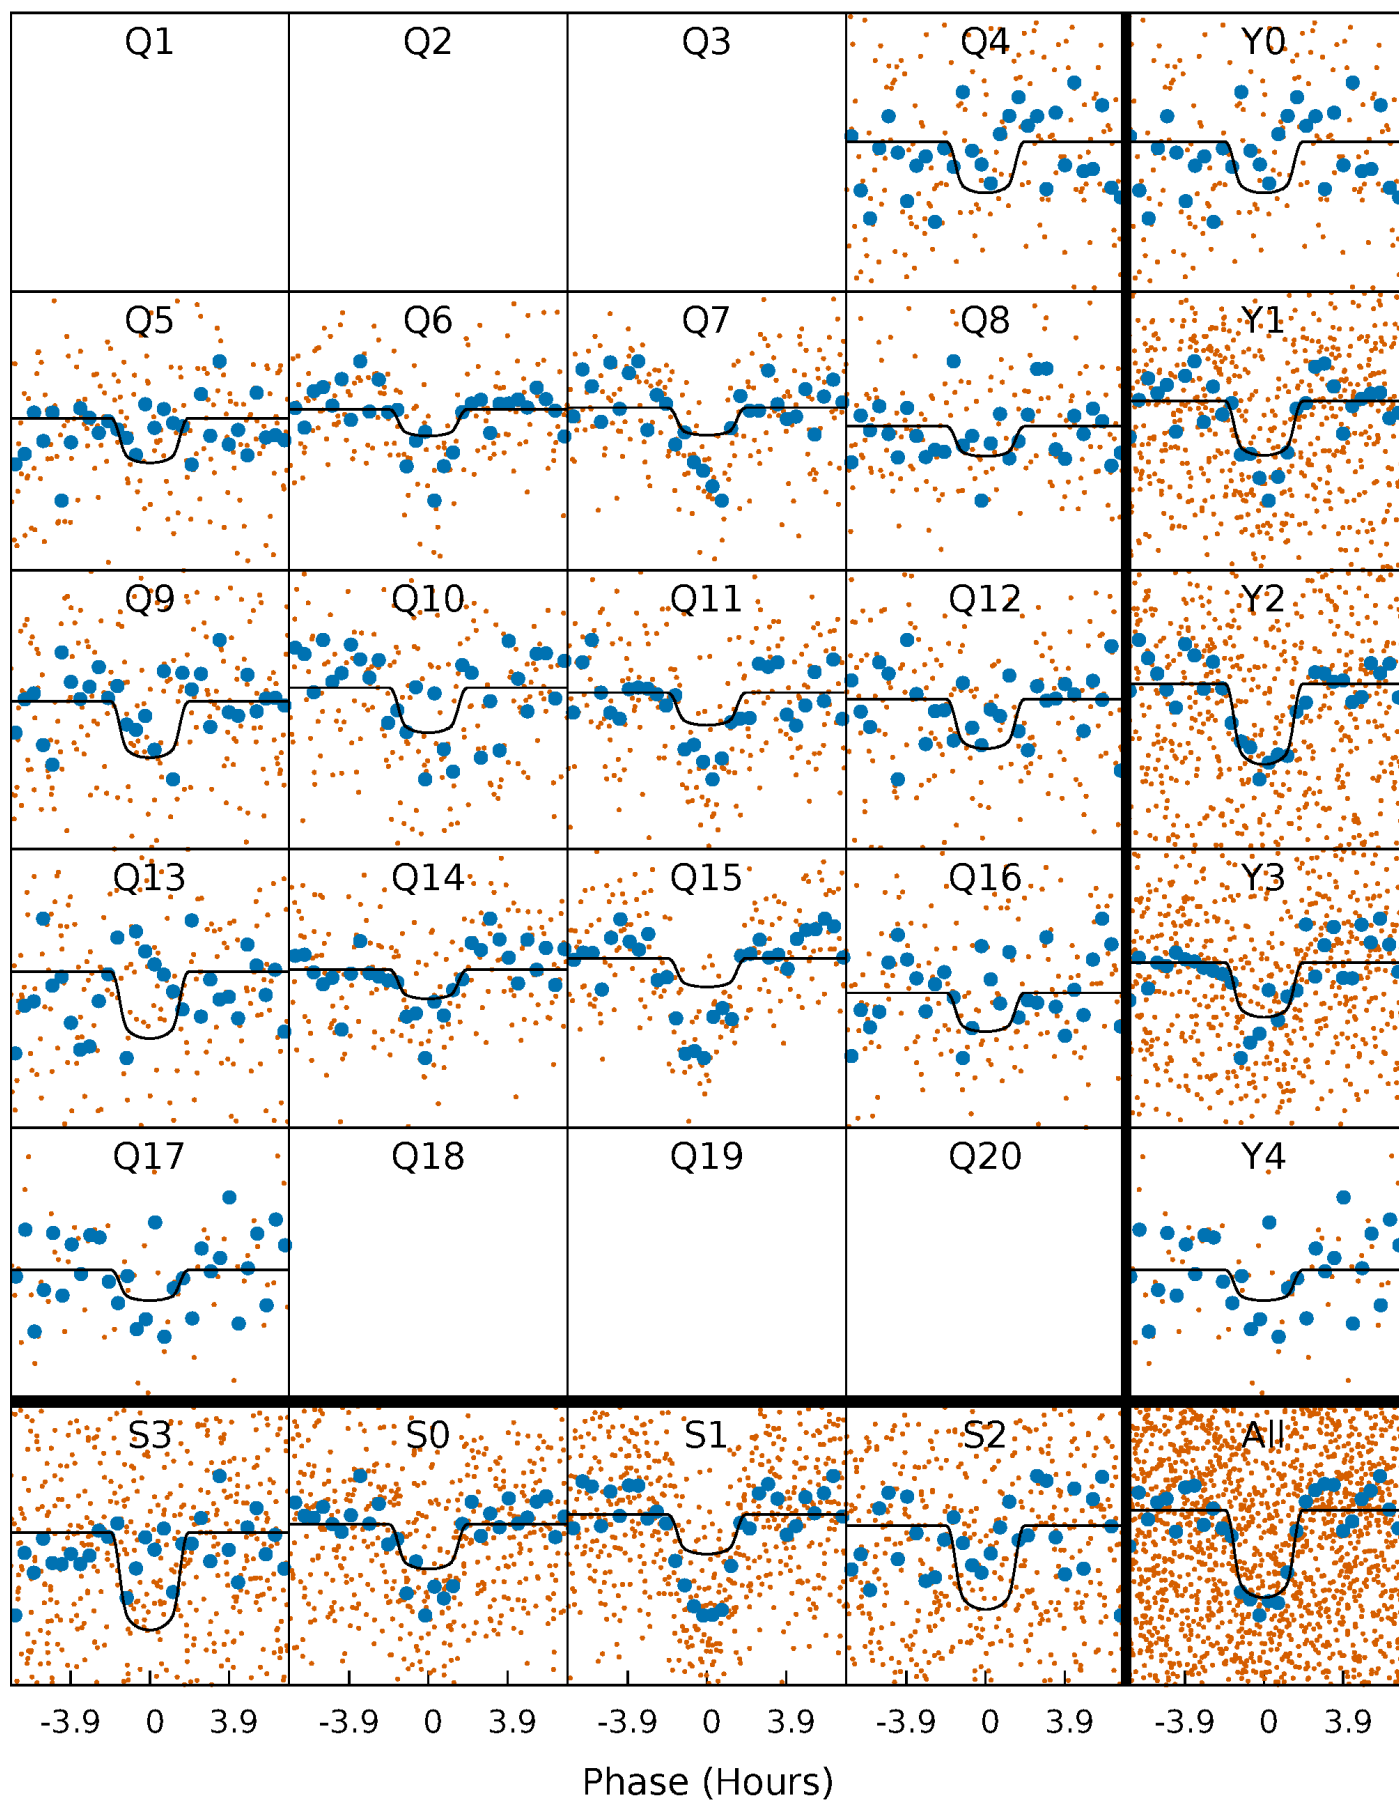 Q1 Q2 Q3 Q4 Y0
Q5 Q6 Q7 Q8 Y1
Q9 Q10 Q11 Q12 Y2
Q13 Q14 Q15 Q16 Y3
Q17 Q18 Q19 Q20 Y4
S3 S0 S1 S2 All
-3.9 0 3.9 -3.9 0 3.9 -3.9 0 3.9 -3.9 0 3.9 -3.9 0 3.9
Phase (Hours)